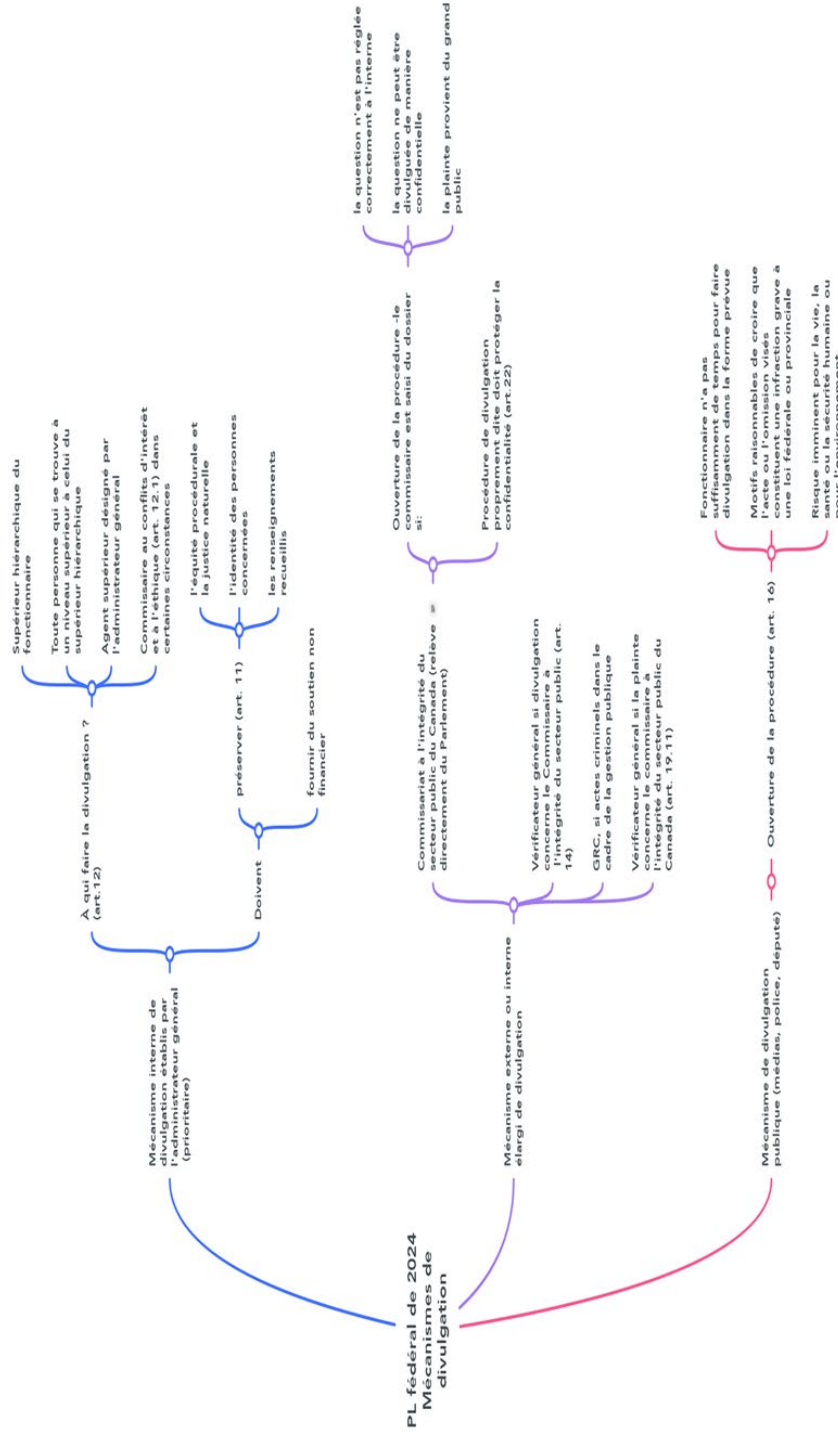 PL fédéral de 2024
Mécanismes de
divulgation
Mécanisme interne de
divulgation établis par
l'administrateur général
(prioritaire)
À qui faire la divulgation ?
(art.12)
Supérieur hiérarchique du
fonctionnaire
Toute personne qui se trouve à
un niveau supérieur à celui du
supérieur hiérarchique
Agent supérieur désigné par
l'administrateur général
Commissaire au conflits d'intérêt
et à l'éthique (art. 12.1) dans
certaines circonstances
Doivent
préserver (art. 11)
l'équité procédurale et
la justice naturelle
l'identité des personnes
concernées
les renseignements
recueillis
fournir du soutien non
financier
Mécanisme externe ou interne
élargi de divulgation
Commissariat à l'intégrité du
secteur public du Canada (relève
directement du Parlement)
Ouverture de la procédure -le
commissaire est saisi du dossier
si:
la question n'est pas réglée
correctement à l'interne
la question ne peut être
divulguée de manière
confidentielle
la plainte provient du grand
public
Procédure de divulgation
proprement dite doit protéger la
confidentialité (art.22)
Vérificateur général si divulgation
concerne le Commissaire à
l'intégrité du secteur public (art.
14)
GRC, si actes criminels dans le
cadre de la gestion publique
Vérificateur général si la plainte
concerne le commissaire à
l'intégrité du secteur public du
Canada (art. 19.11)
Mécanisme de divulgation
publique (médias, police, député)
Ouverture de la procédure (art. 16)
Fonctionnaire n'a pas
suffisamment de temps pour faire
divulgation dans la forme prévue
Motifs raisonnables de croire que
l'acte ou l'omission visés
constituent une infraction grave à
une loi fédérale ou provinciale
Risque imminent pour la vie, la
santé ou la sécurité humaine ou
pour l'environnement